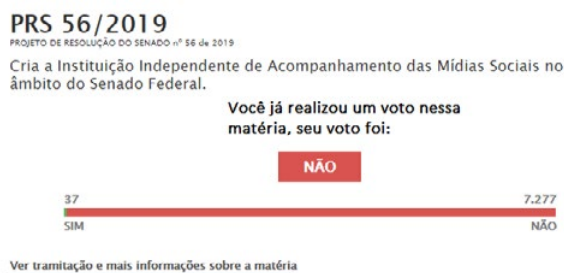 PRS 56/2019
PROJETO DE RESOLUÇÃO DO SENADO nº 56 de 2019
Cria a Instituição Independente de Acompanhamento das Mídias Sociais no
âmbito do Senado Federal.
Você já realizou um voto nessa
matéria, seu voto foi:
NÃO
37 7.277
SIM NÃO
Ver tramitação e mais informações sobre a matéria